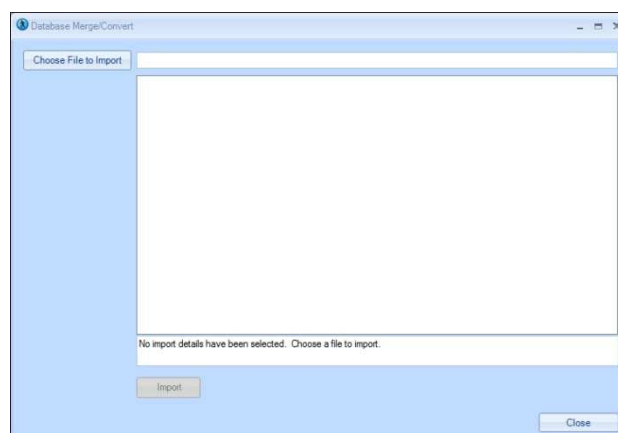 Database Merge/Convert
Choose File to Import
No import details have been selected.  Choose a file to import.
Import
Close